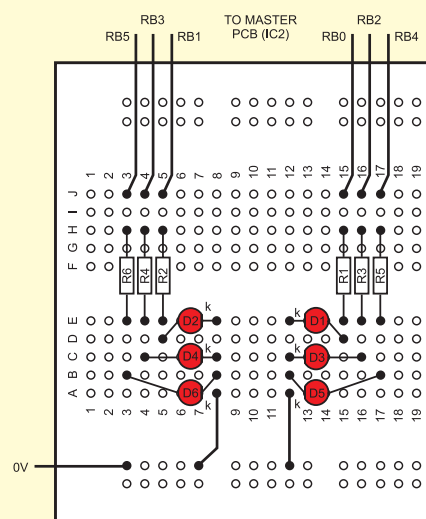 RB3 TO MASTER RB2
RB5 RB1 PCB (IC2) RB0 RB4
1 2 3 4 5 6 7 8 9 10 11 12 13 14 15 16 17 18 19
J
I
H
G
F
R6 R4 R2 R1 R3 R5
k k
E
D2 D1
D
C
k k
D4 D3
B
A
D6 D5
k k
1 2 3 4 5 6 7 8 9 10 11 12 13 14 15 16 17 18 19
0V